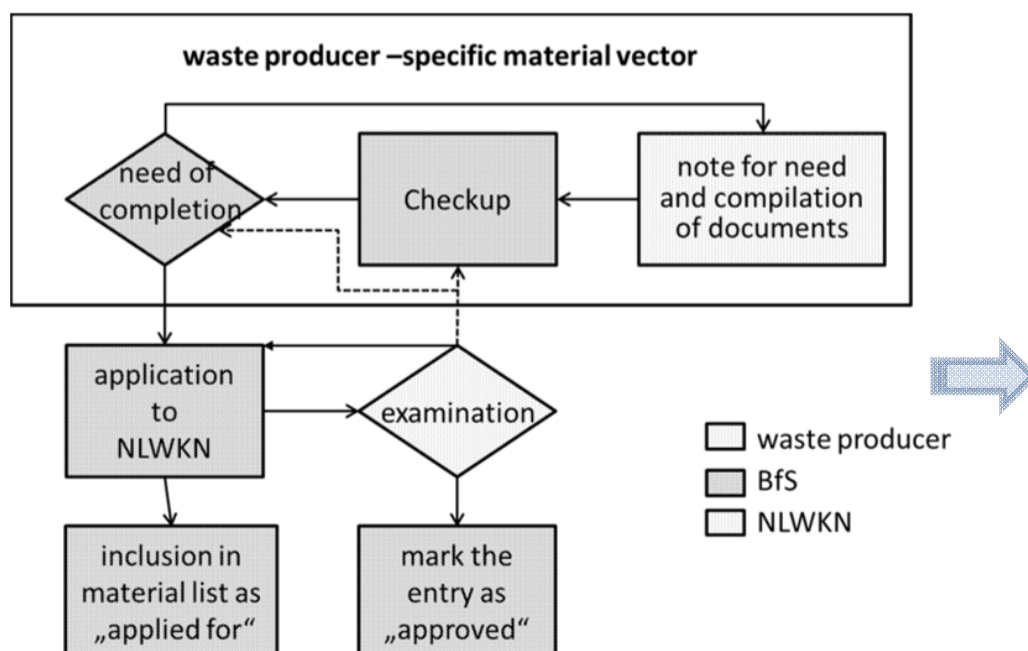 waste producer –specific material vector
need of
completion
Checkup
note for need
and compilation
of documents
application
to
NLWKN
examination
waste producer
BfS
NLWKN
inclusion in
material list as
„applied for“
mark the
entry as
„approved“